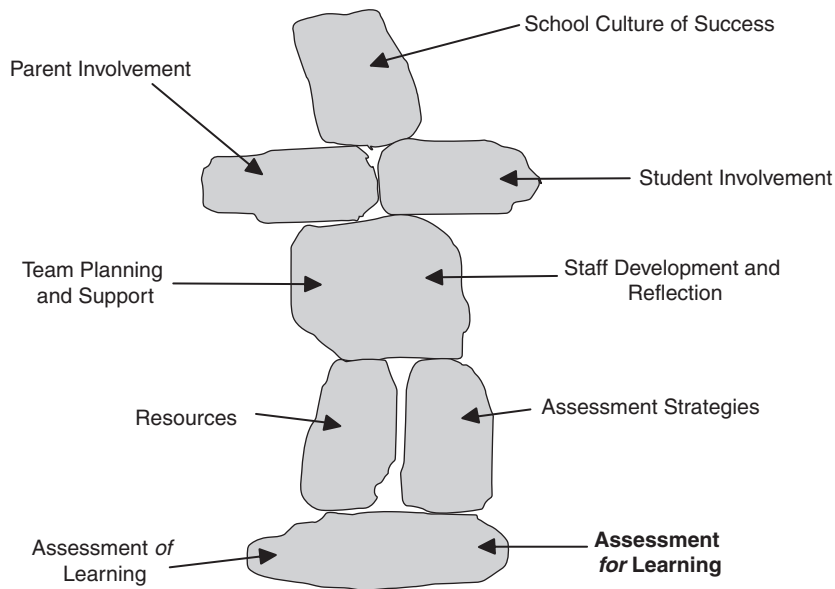 School Culture of Success
Parent Involvement
Student Involvement
Team Planning
and Support
Staff Development and
Reflection
Resources
Assessment Strategies
Assessment of
Learning
Assessment
for Learning